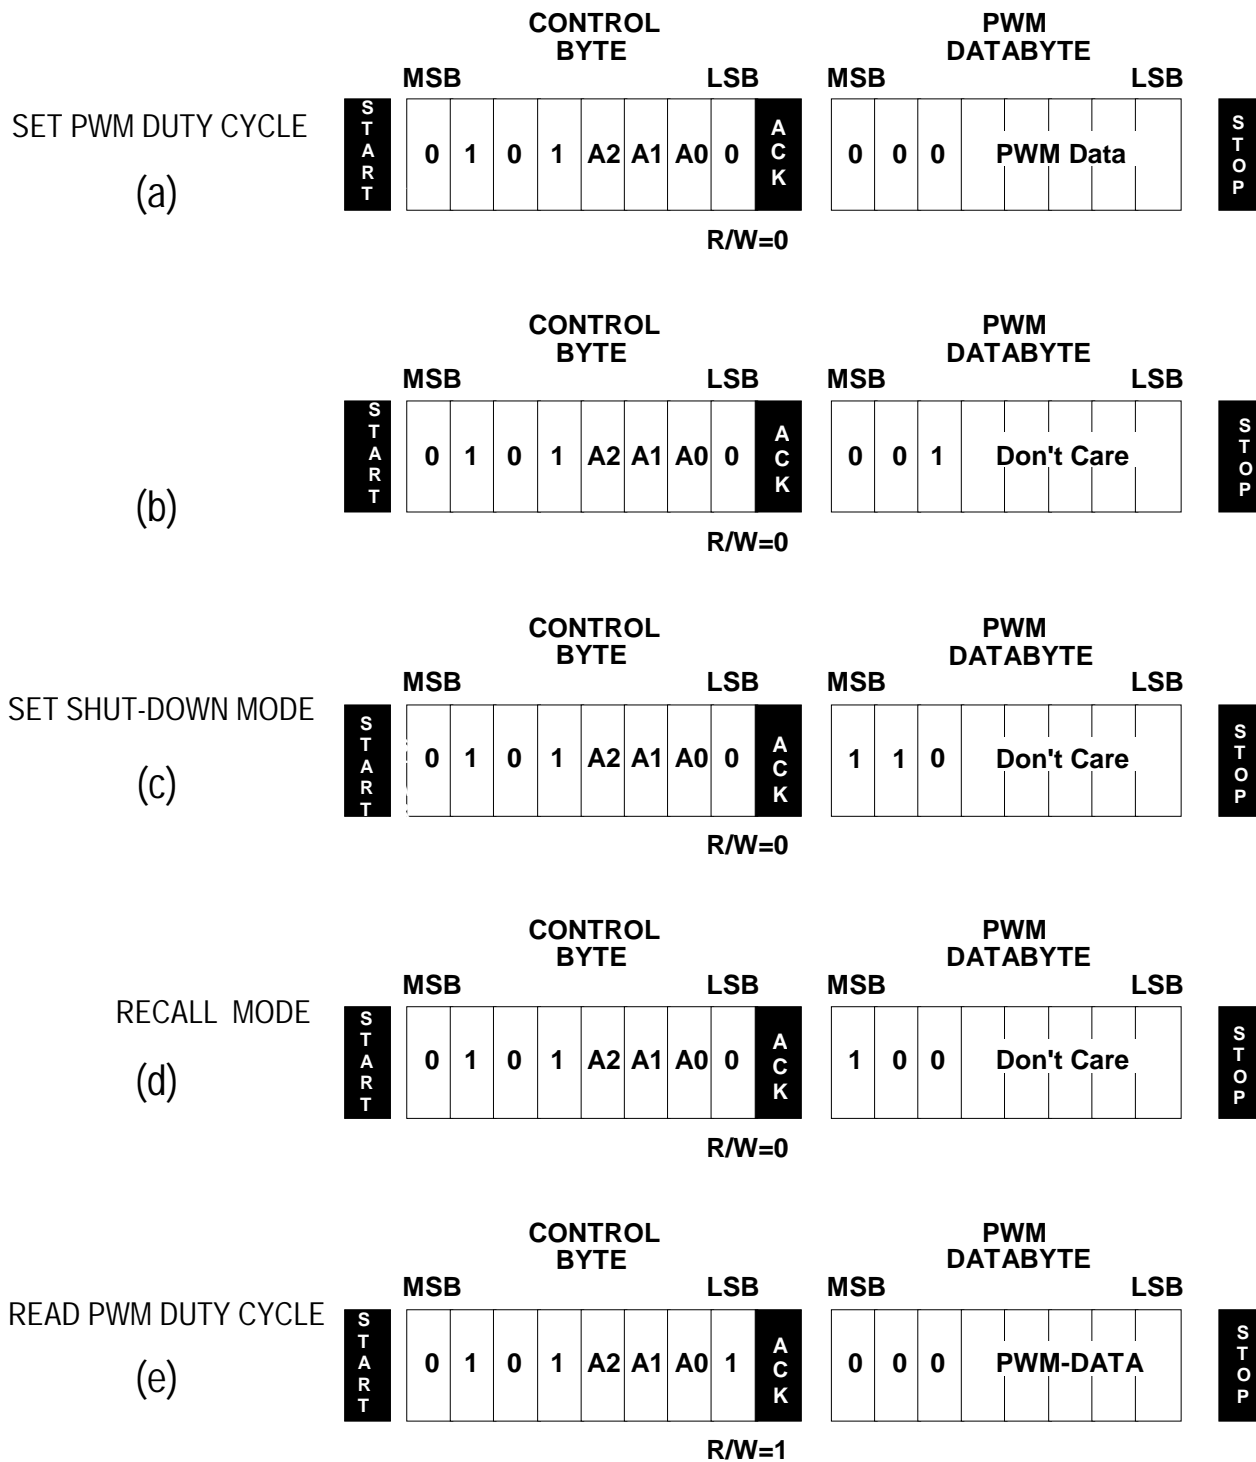 CONTROL BYTE
PWM DATABYTE
MSB LSB MSB LSB
SET PWM DUTY CYCLE
(a)
START 0 1 0 1 A2 A1 A0 0 ACK 0 0 0 PWM Data STOP
R/W=0
CONTROL BYTE
PWM DATABYTE
MSB LSB MSB LSB
(b)
START 0 1 0 1 A2 A1 A0 0 ACK 0 0 1 Don't Care STOP
R/W=0
CONTROL BYTE
PWM DATABYTE
MSB LSB MSB LSB
SET SHUT-DOWN MODE
(c)
START 0 1 0 1 A2 A1 A0 0 ACK 1 1 0 Don't Care STOP
R/W=0
CONTROL BYTE
PWM DATABYTE
MSB LSB MSB LSB
RECALL MODE
(d)
START 0 1 0 1 A2 A1 A0 0 ACK 1 0 0 Don't Care STOP
R/W=0
CONTROL BYTE
PWM DATABYTE
MSB LSB MSB LSB
READ PWM DUTY CYCLE
(e)
START 0 1 0 1 A2 A1 A0 1 ACK 0 0 0 PWM-DATA STOP
R/W=1